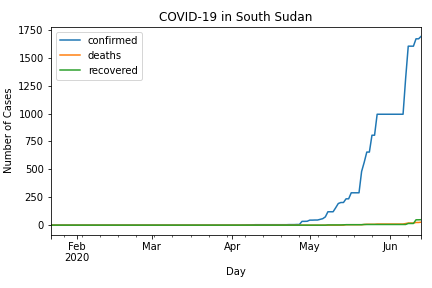 COVID-19 in South Sudan
confirmed
deaths
recovered
Number of Cases
1750
1500
1250
1000
750
500
250
0
Feb Mar Apr May Jun
2020
Day